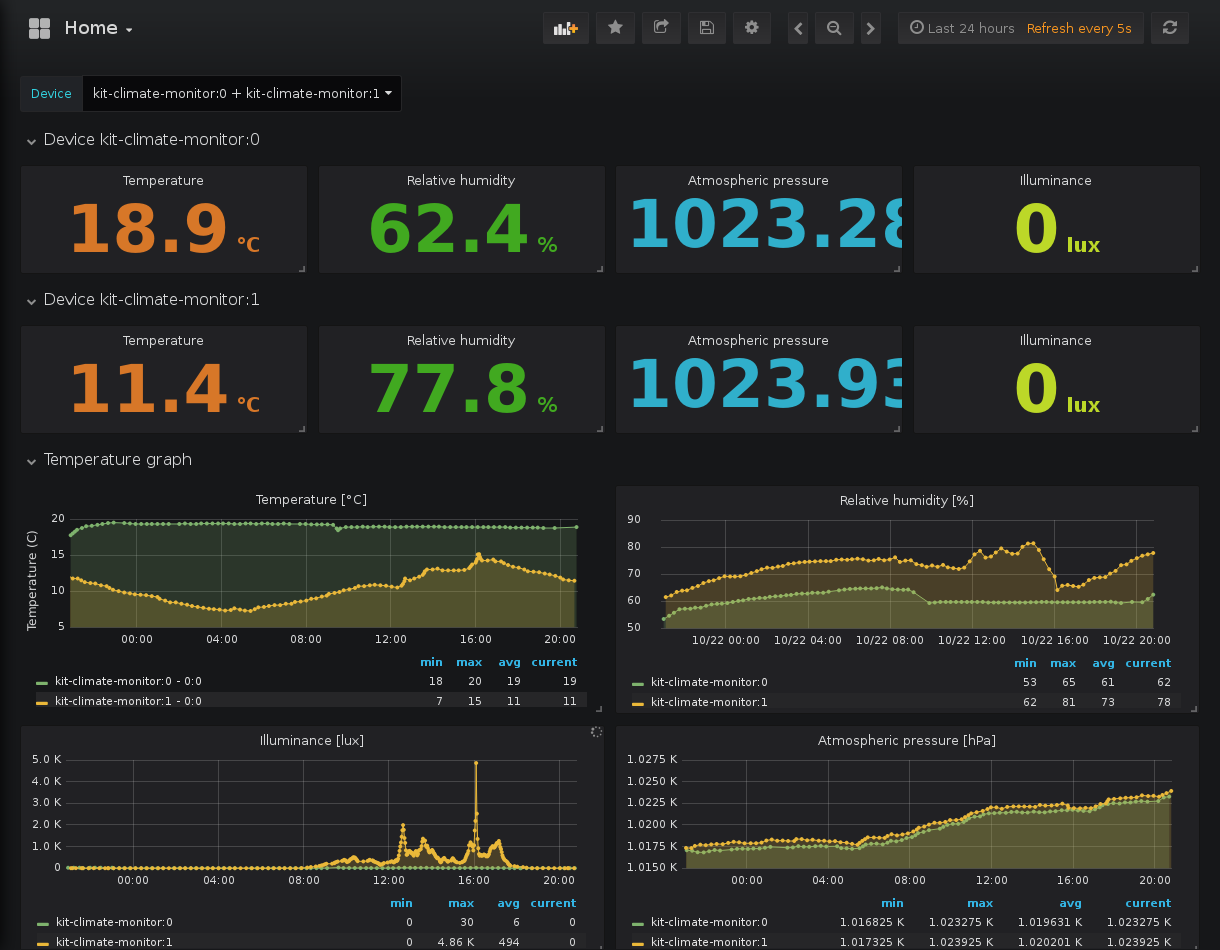 Home
Last 24 hours Refresh every 5s
Device kit-climate-monitor:0 + kit-climate-monitor:1
Device kit-climate-monitor:0
Temperature Relative humidity Atmospheric pressure Illuminance
18.9 °C 62.4 % 1023.28 0 lux
Device kit-climate-monitor:1
Temperature Relative humidity Atmospheric pressure Illuminance
11.4 °C 77.8 % 1023.93 0 lux
Temperature graph
Temperature [°C]
Temperature (C)
20
15
10
5
00:00 04:00 08:00 12:00 16:00 20:00
min max avg current
kit-climate-monitor:0 - 0:0 18 20 19 19
kit-climate-monitor:1 - 0:0 7 15 11 11
Relative humidity [%]
90
80
70
60
50
10/22 00:00 10/22 04:00 10/22 08:00 10/22 12:00 10/22 16:00 10/22 20:00
min max avg current
kit-climate-monitor:0 53 65 61 62
kit-climate-monitor:1 62 81 73 78
Illuminance [lux]
5.0 K
4.0 K
3.0 K
2.0 K
1.0 K
0
00:00 04:00 08:00 12:00 16:00 20:00
min max avg current
kit-climate-monitor:0 0 30 6 0
kit-climate-monitor:1 0 4.86 K 494 0
Atmospheric pressure [hPa]
1.0275 K
1.0250 K
1.0225 K
1.0200 K
1.0175 K
1.0150 K
00:00 04:00 08:00 12:00 16:00 20:00
min max avg current
kit-climate-monitor:0 1.016825 K 1.023275 K 1.019631 K 1.023275 K
kit-climate-monitor:1 1.017325 K 1.023925 K 1.020201 K 1.023925 K